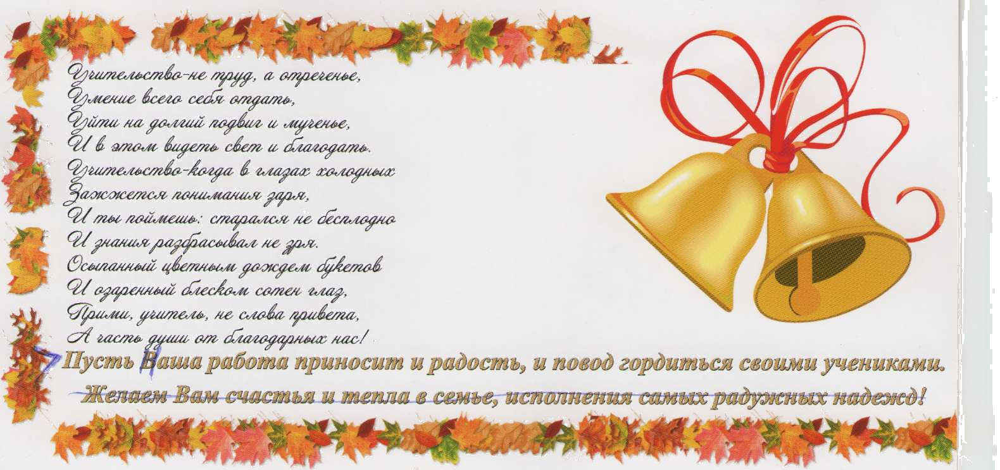 Учительство-не труд, а отреченье,
Умение всего себя отдать,
Уйти на долгий подвиг и мученье,
И в этом видеть свет и благодать.
Учительство-когда в глазах холодных
Зажжется понимания заря,
И ты поймешь: старался не бесплодно
И знания разбрасывал не зря.
Осыпанный цветным дождем букетов
И озаренный блеском сотен глаз,
Прими, учитель, не слова привета,
А часть души от благодарных нас!
Пусть Ваша работа приносит и радость, и повод гордиться своими учениками.
Желаем Вам счастья и тепла в семье, исполнения самых радужных надежд!